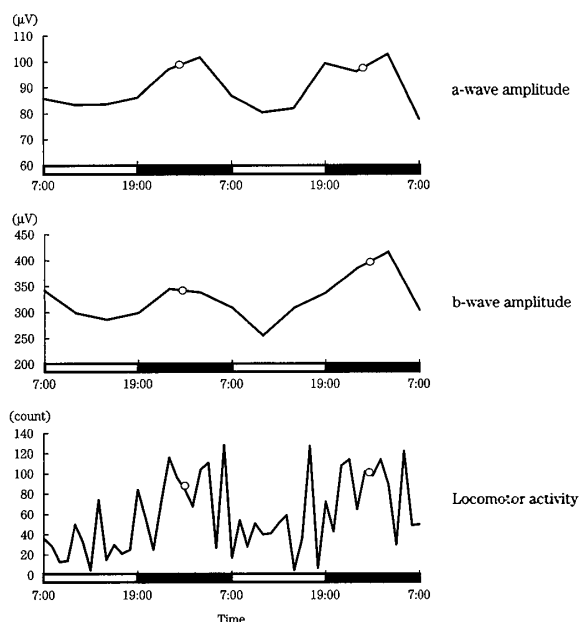 (μV)
110
100
90
80
70
60
a-wave amplitude
7:00 19:00 7:00 19:00 7:00
(μV)
450
400
350
300
250
200
b-wave amplitude
7:00 19:00 7:00 19:00 7:00
(count)
140
120
100
80
60
40
20
0
Locomotor activity
7:00 19:00 7:00 19:00 7:00
Time